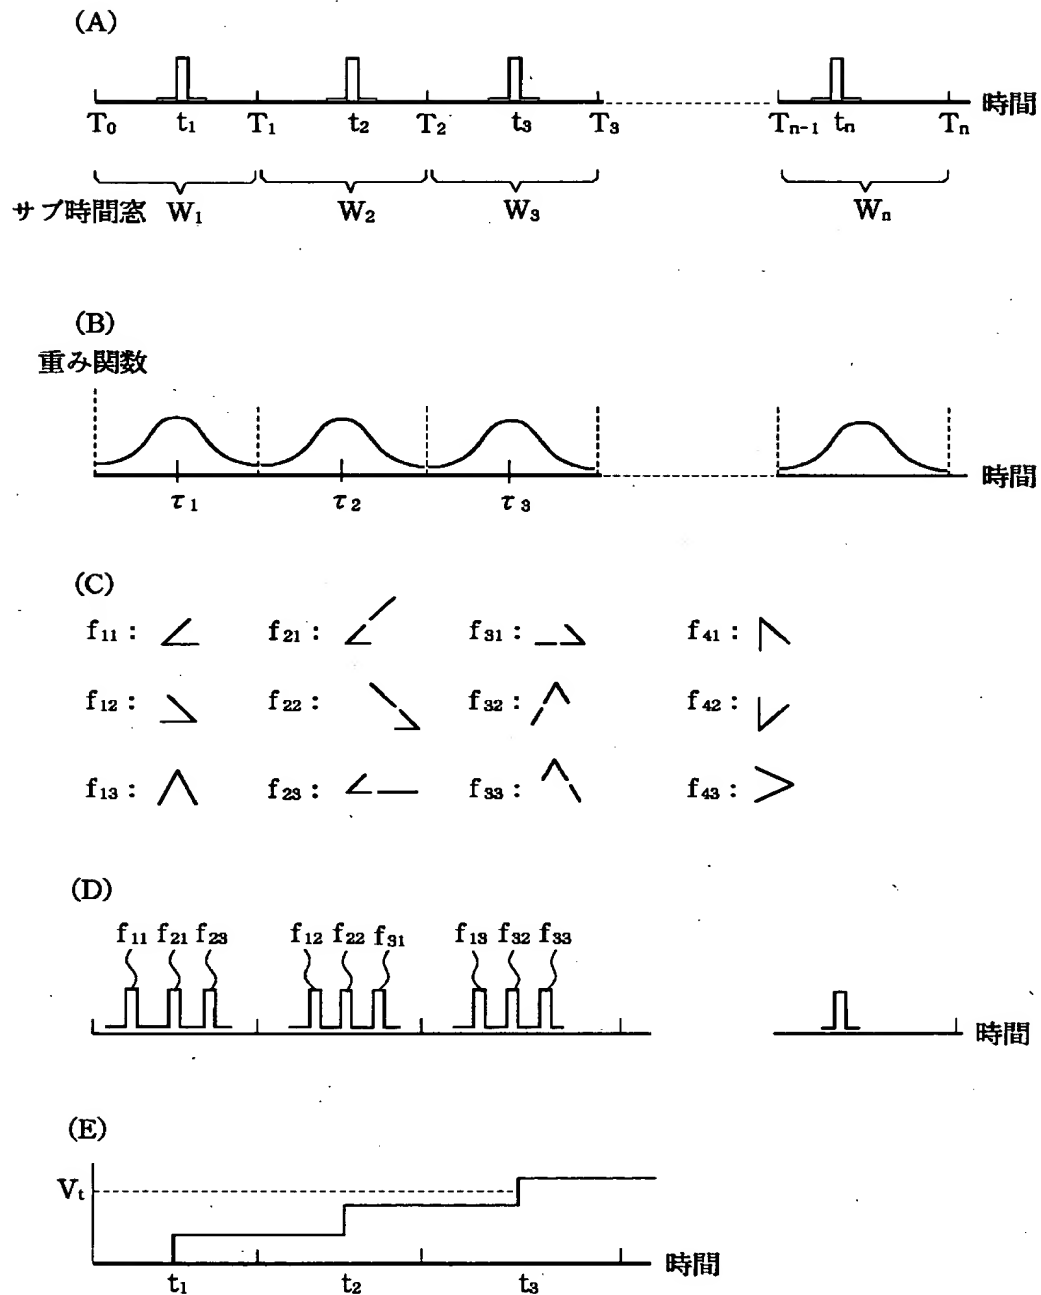 (A)
時間
T₀ t₁ T₁ t₂ T₂ t₃ T₃ Tₙ₋₁ tₙ Tₙ
サブ時間窓 W₁ W₂ W₃ Wₙ
(B)
重み関数
時間
τ₁ τ₂ τ₃
(C)
f₁₁ : f₂₁ : f₃₁ : f₄₁ :
f₁₂ : f₂₂ : f₃₂ : f₄₂ :
f₁₃ : f₂₃ : f₃₃ : f₄₃ :
(D)
f₁₁ f₂₁ f₂₃ f₁₂ f₂₂ f₃₁ f₁₃ f₃₂ f₃₃
時間
(E)
Vₜ
時間
t₁ t₂ t₃